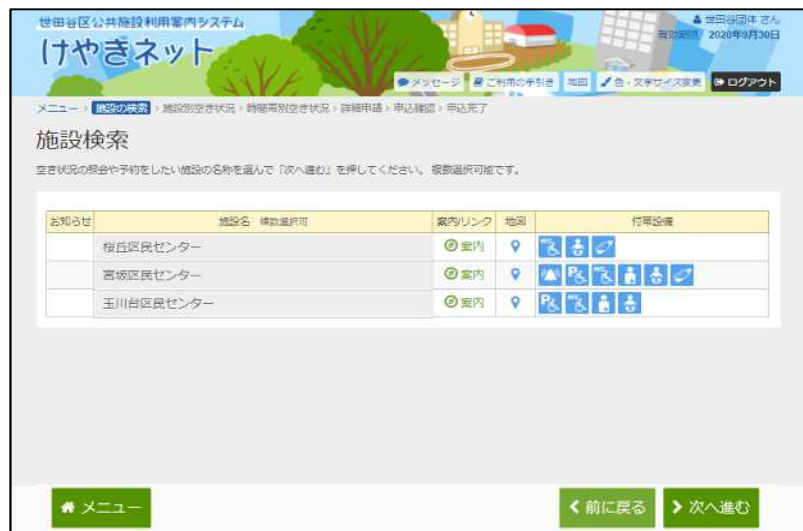 世田谷区公共施設利用案内システム
けやきネット
世田谷団体 さん
有効期限 2020年9月30日
メッセージ ご利用の手引き 地図 色・文字サイズ変更 ログアウト
メニュー › 施設の検索 › 施設別空き状況 › 時間帯別空き状況 › 詳細申請 › 申込確認 › 申込完了
施設検索
空き状況の照会や予約をしたい施設の名称を選んで「次へ進む」を押してください。 複数選択可能です。
お知らせ 施設名 複数選択可 案内/リンク 地図 付帯設備
桜丘区民センター 案内
宮坂区民センター 案内
玉川台区民センター 案内
メニュー 前に戻る 次へ進む